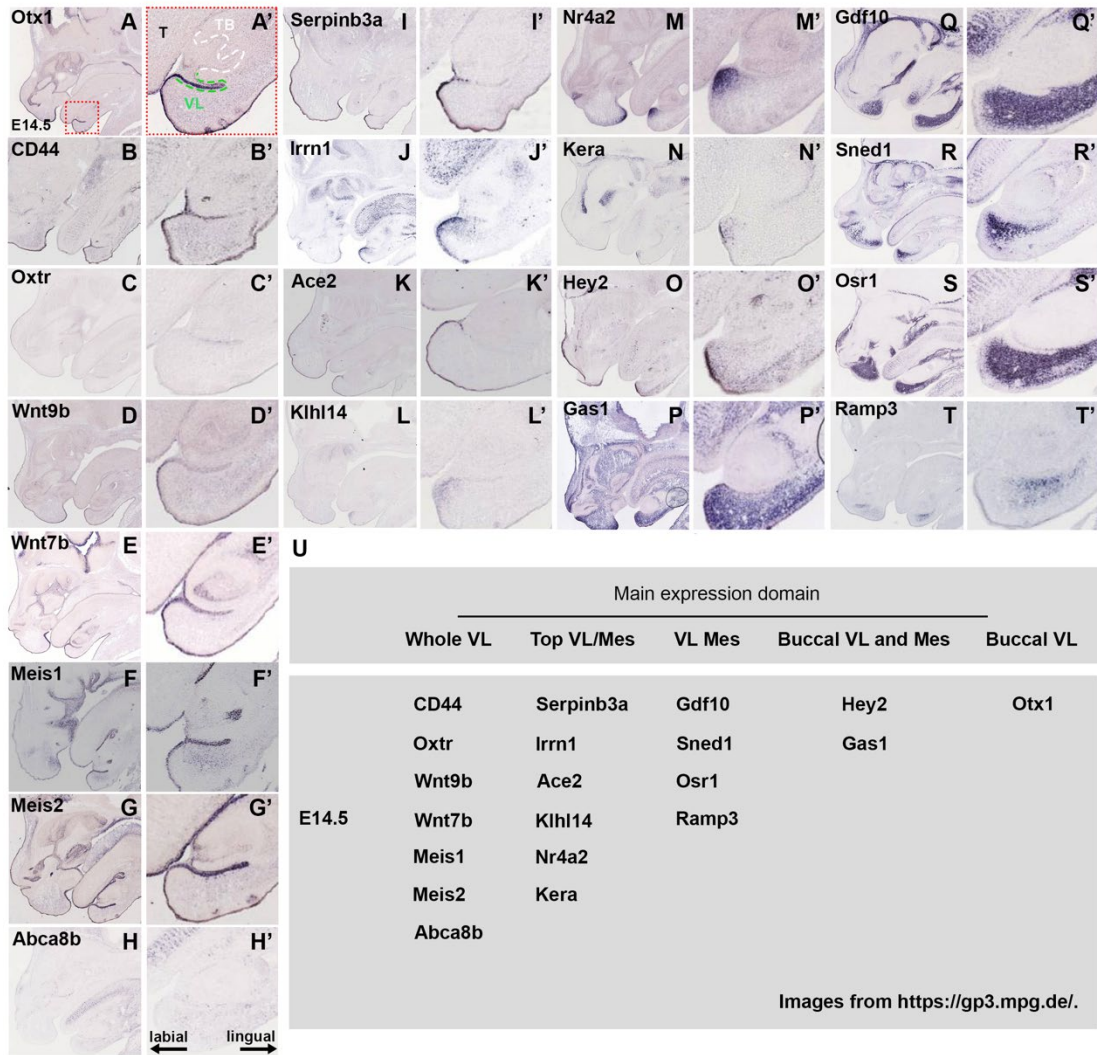 Otx1 A
T TB A’
VL
E14.5
Serpinb3a I
I’
Nr4a2 M
M’
Gdf10 Q
Q’
CD44 B
B’
Irrn1 J
J’
Kera N
N’
Sned1 R
R’
Oxtr C
C’
Ace2 K
K’
Hey2 O
O’
Osr1 S
S’
Wnt9b D
D’
Klhl14 L
L’
Gas1 P
P’
Ramp3 T
T’
Wnt7b E
E’
Meis1 F
F’
Meis2 G
G’
Abca8b H
H’
labial lingual
U
Main expression domain
Whole VL Top VL/Mes VL Mes Buccal VL and Mes Buccal VL
CD44 Serpinb3a Gdf10 Hey2 Otx1
Oxtr Irrn1 Sned1 Gas1
Wnt9b Ace2 Osr1
E14.5 Wnt7b Klhl14 Ramp3
Meis1 Nr4a2
Meis2 Kera
Abca8b
Images from https://gp3.mpg.de/.